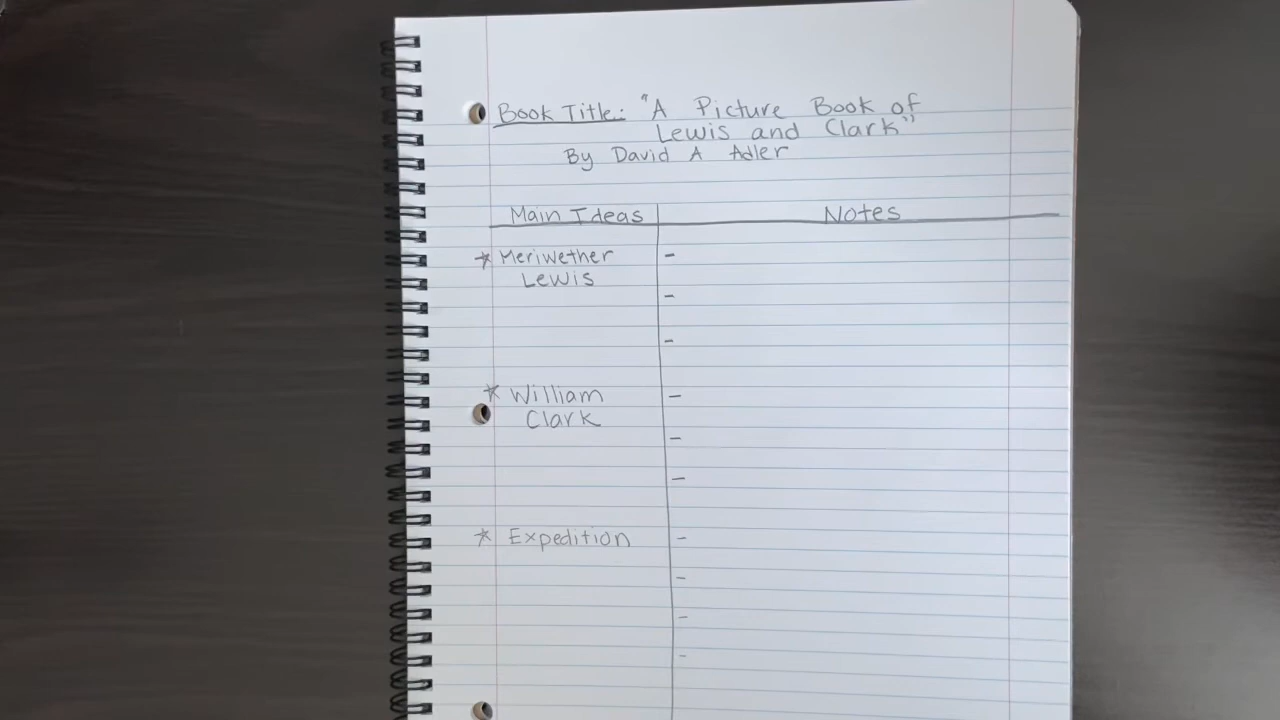 Book Title: "A Picture Book of
Lewis and Clark"
By David A Adler
Main Ideas Notes
* Meriwether -
Lewis
-
-
* William -
Clark
-
-
* Expedition -
-
-
-